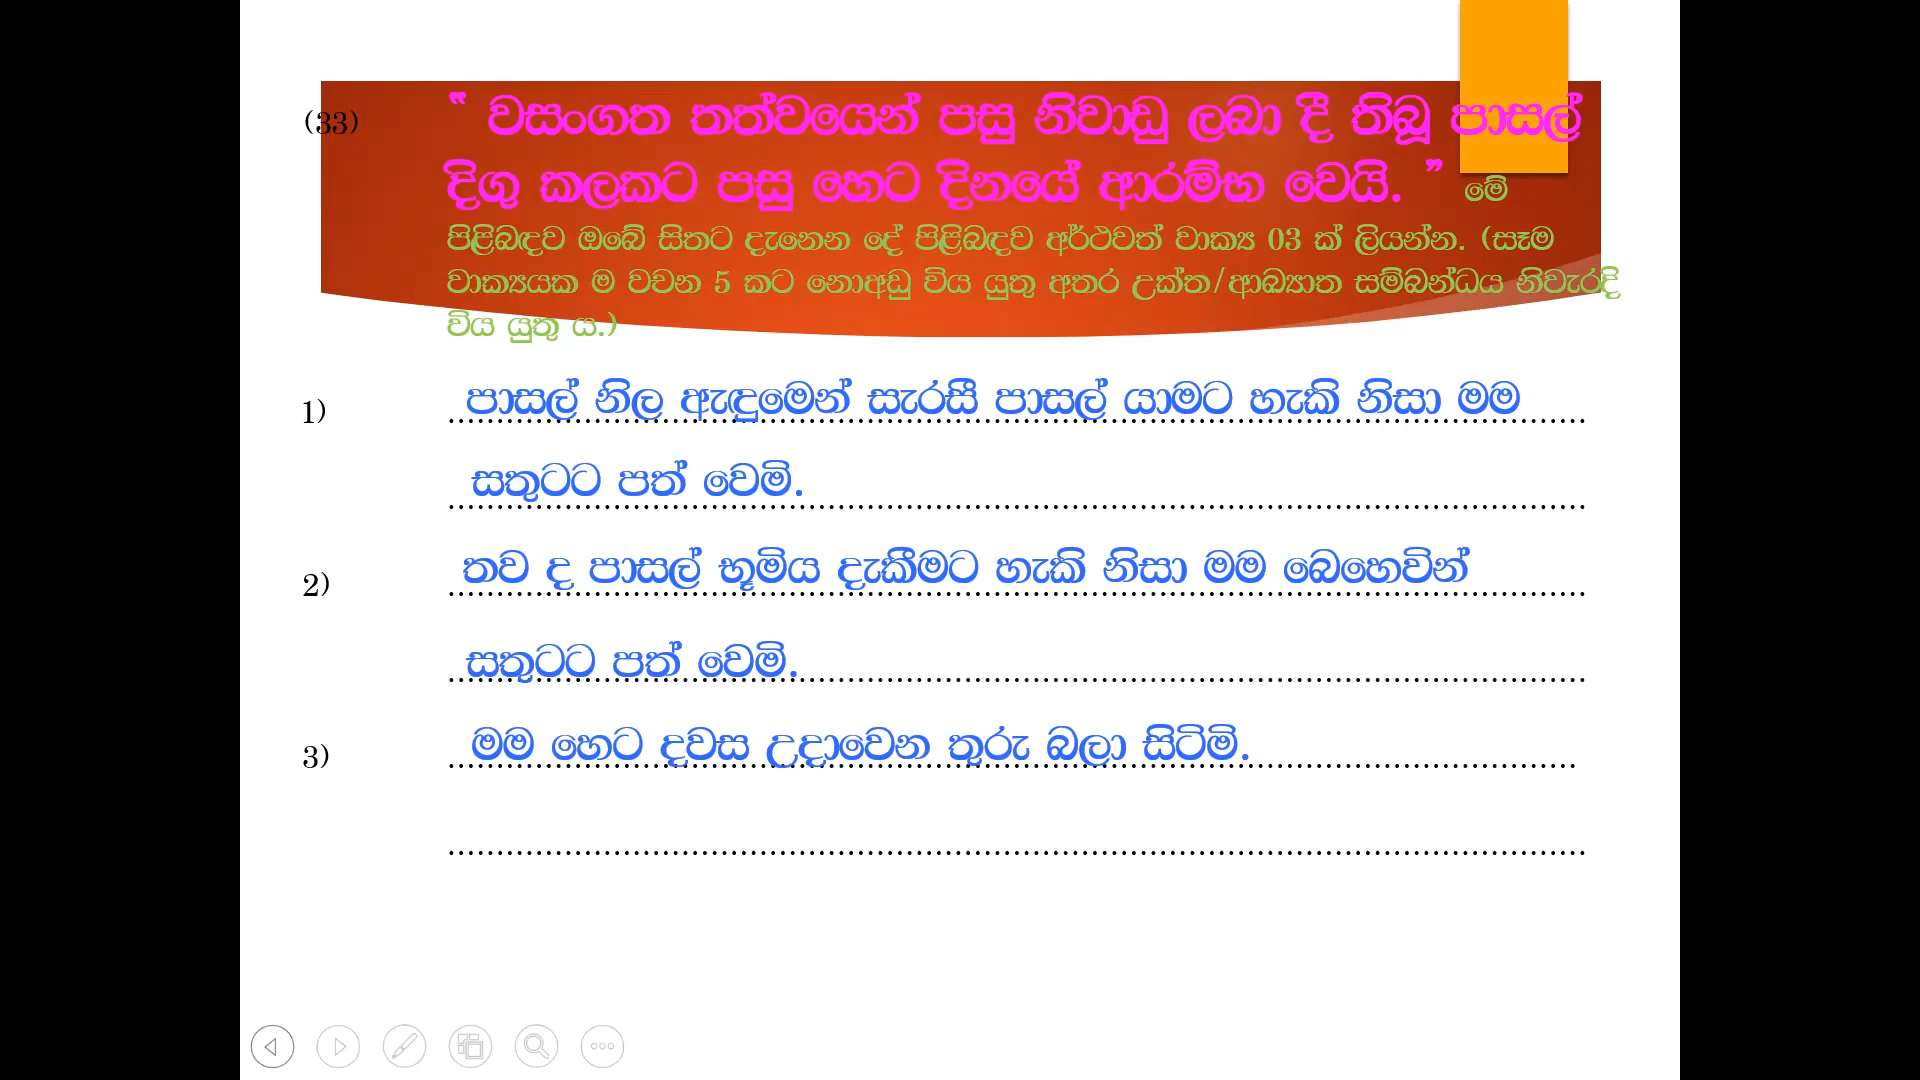 (33) “ වසංගත තත්වයෙන් පසු නිවාඩු ලබා දී තිබූ පාසල්
දිගු කලකට පසු හෙට දිනයේ ආරම්භ වෙයි. ” මේ
පිළිබඳව ඔබේ සිතට දැනෙන දේ පිළිබඳව අර්ථවත් වාක්‍ය 03 ක් ලියන්න. (සෑම
වාක්‍යයක ම වචන 5 කට නොඅඩු විය යුතු අතර උක්ත/ආඛ්‍යාත සම්බන්ධය නිවැරදි
විය යුතු ය.)
1) පාසල් නිල ඇඳුමෙන් සැරසී පාසල් යාමට හැකි නිසා මම
සතුටට පත් වෙමි.
2) තව ද පාසල් භූමිය දැකීමට හැකි නිසා මම බෙහෙවින්
සතුටට පත් වෙමි.
3) මම හෙට දවස උදාවෙන තුරු බලා සිටිමි.